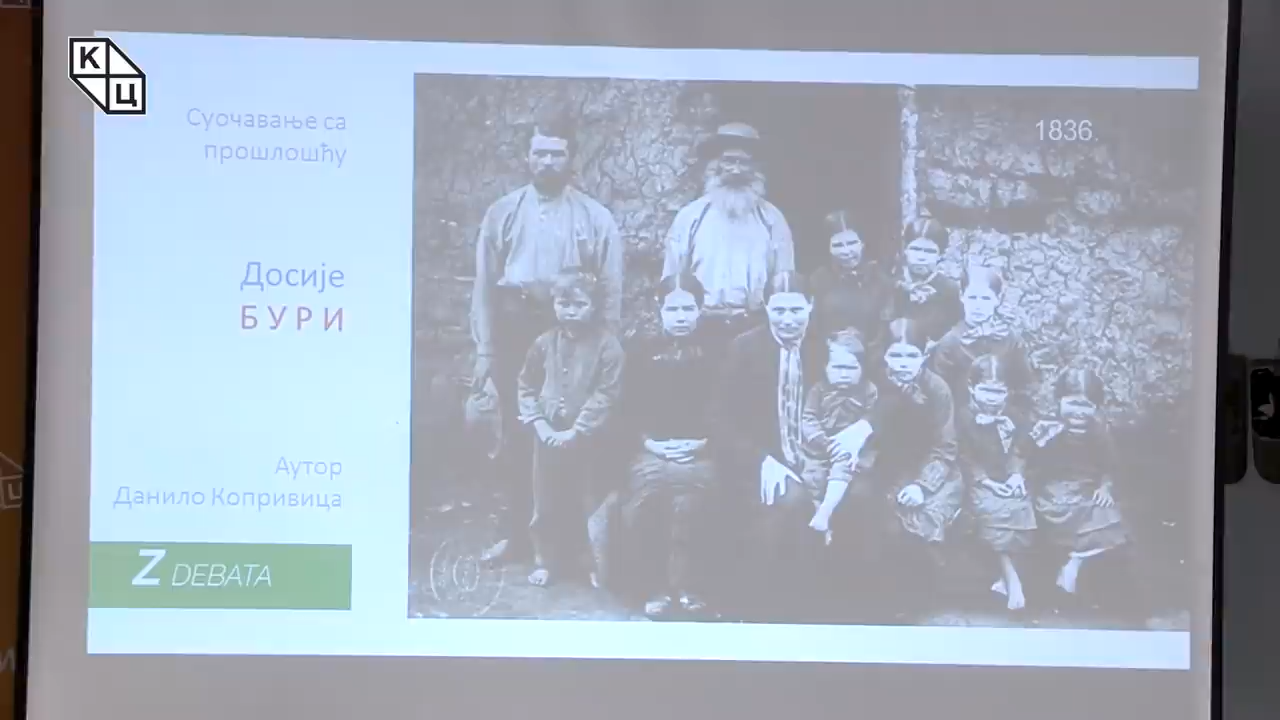 К
Ц
Суочавање са
прошлошћу
Досије
БУРИ
Аутор
Данило Копривица
Z DEBATA
1836.